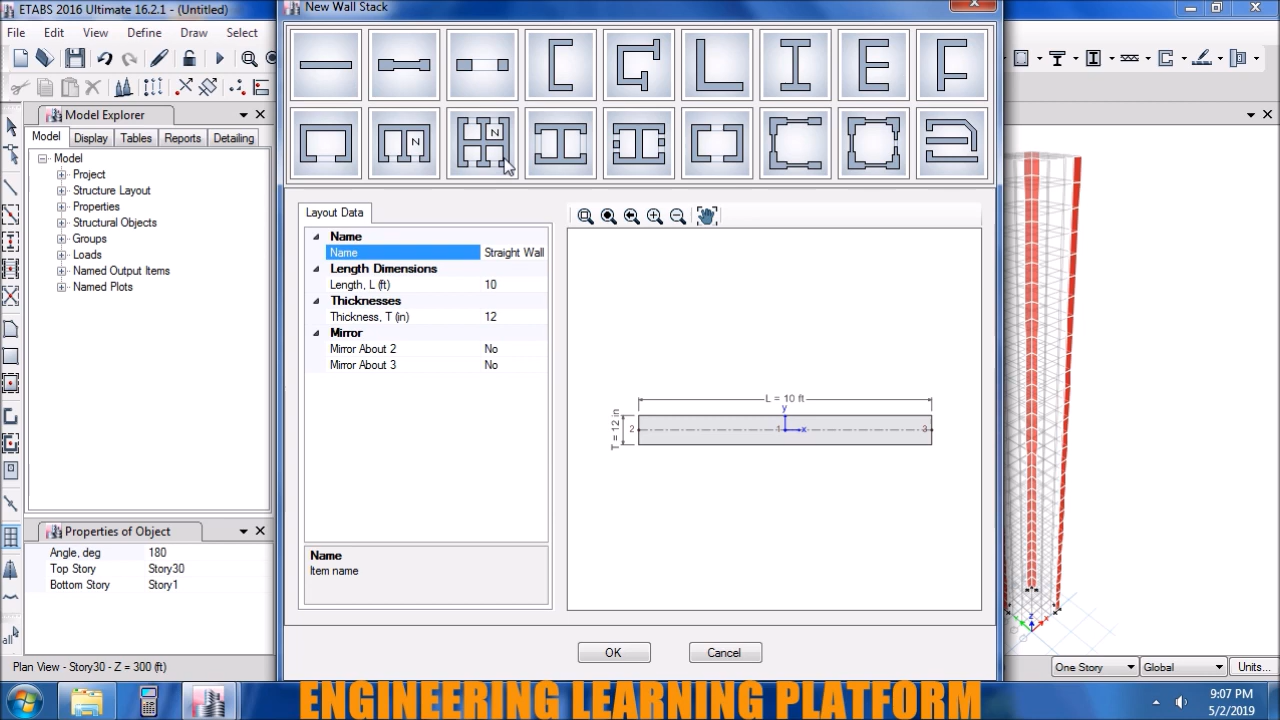 ETABS 2016 Ultimate 16.2.1 - (Untitled)
New Wall Stack
File Edit View Define Draw Select
Model Explorer
Model Display Tables Reports Detailing
Model
Project
Structure Layout
Properties
Structural Objects
Groups
Loads
Named Output Items
Named Plots
N
N
Layout Data
Name
Name Straight Wall
Length Dimensions
Length, L (ft) 10
Thicknesses
Thickness, T (in) 12
Mirror
Mirror About 2 No
Mirror About 3 No
Name
Item name
L = 10 ft
T = 12 in
y
2 1 x 3
OK Cancel
Properties of Object
Angle, deg 180
Top Story Story30
Bottom Story Story1
all
z
x
Plan View - Story30 - Z = 300 (ft)
One Story Global Units...
ENGINEERING LEARNING PLATFORM
9:07 PM
5/2/2019